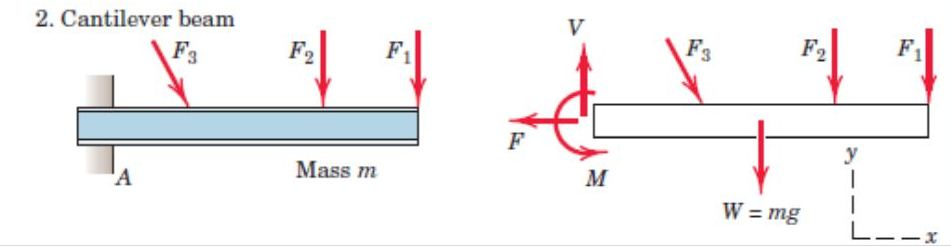 2. Cantilever beam
F₃ F₂ F₁
A
Mass m
V
F₃ F₂ F₁
F
M
y
W = mg
x